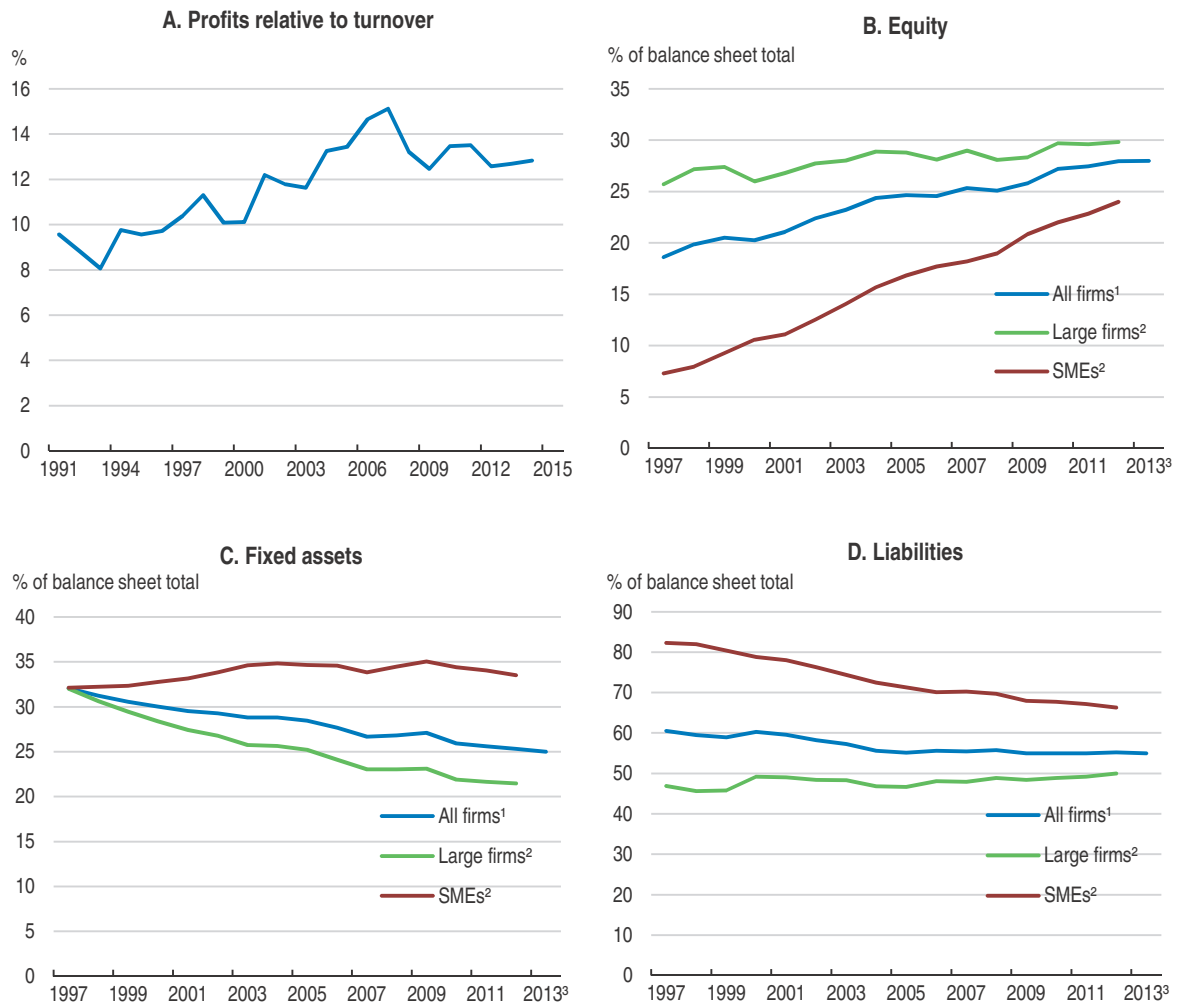 A. Profits relative to turnover
%
16
14
12
10
8
6
4
2
0
1991 1994 1997 2000 2003 2006 2009 2012 2015
B. Equity
% of balance sheet total
35
30
25
20
15
10
5
0
All firms¹
Large firms²
SMEs²
1997 1999 2001 2003 2005 2007 2009 2011 2013³
C. Fixed assets
% of balance sheet total
40
35
30
25
20
15
10
5
0
All firms¹
Large firms²
SMEs²
1997 1999 2001 2003 2005 2007 2009 2011 2013³
D. Liabilities
% of balance sheet total
90
80
70
60
50
40
30
20
10
0
All firms¹
Large firms²
SMEs²
1997 1999 2001 2003 2005 2007 2009 2011 2013³